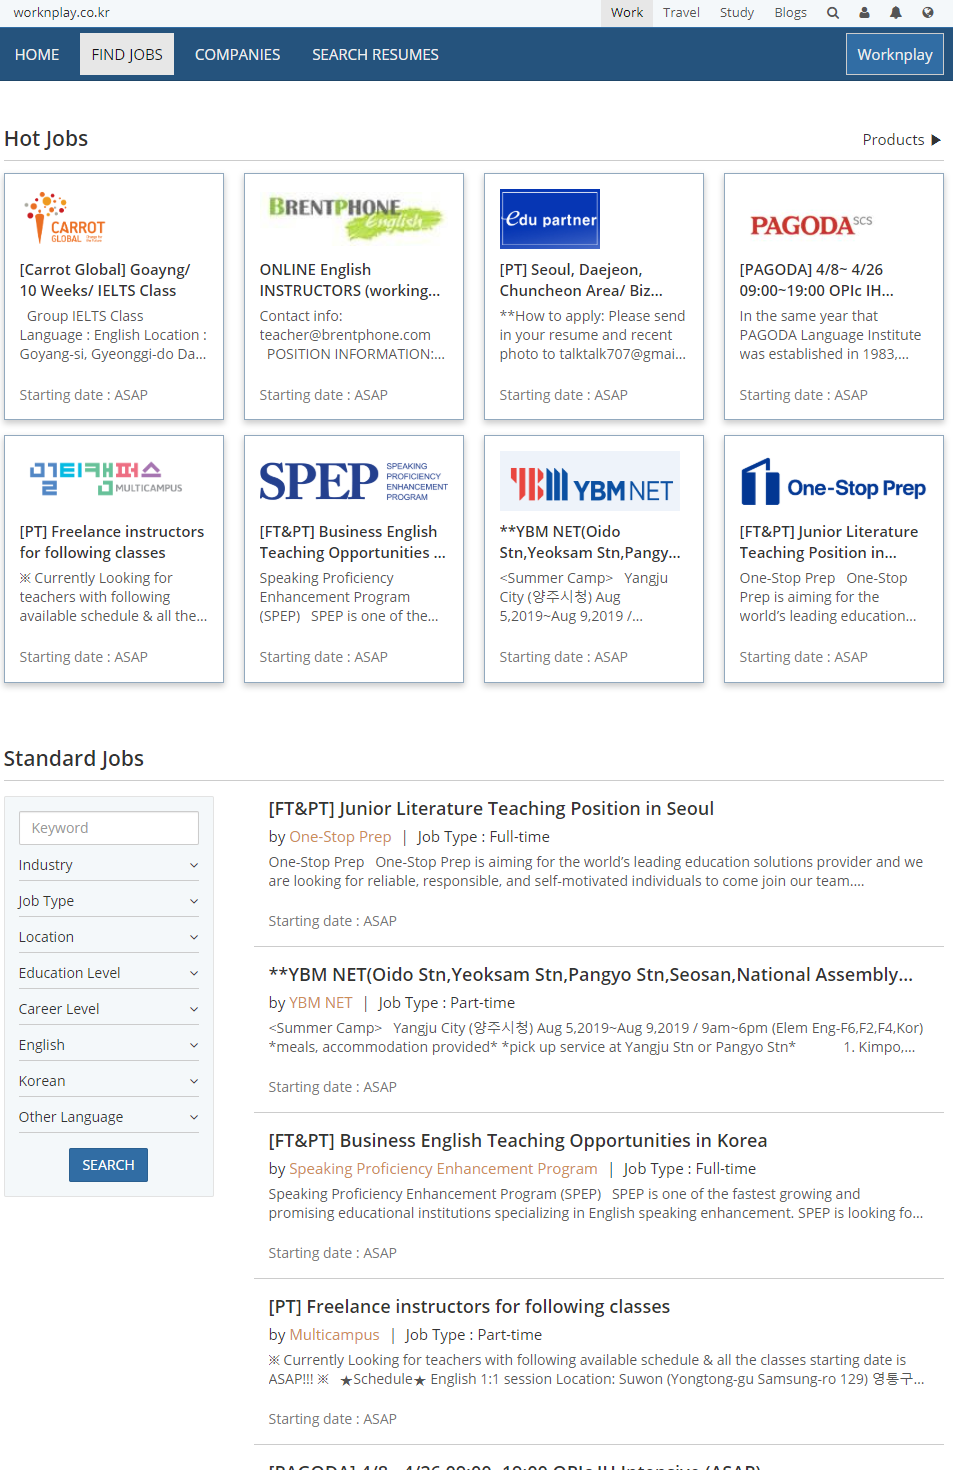 worknplay.co.kr Work Travel Study Blogs
HOME FIND JOBS COMPANIES SEARCH RESUMES Worknplay
Hot Jobs Products ▶
CARROT
GLOBAL
[Carrot Global] Goayng/
10 Weeks/ IELTS Class
Group IELTS Class
Language : English Location :
Goyang-si, Gyeonggi-do Da...
Starting date : ASAP
BRENTPHONE
English
ONLINE English
INSTRUCTORS (working...
Contact info:
teacher@brentphone.com
POSITION INFORMATION:...
Starting date : ASAP
edu partner
[PT] Seoul, Daejeon,
Chuncheon Area/ Biz...
**How to apply: Please send
in your resume and recent
photo to talktalk707@gmai...
Starting date : ASAP
PAGODA SCS
[PAGODA] 4/8~ 4/26
09:00~19:00 OPIc IH...
In the same year that
PAGODA Language Institute
was established in 1983,...
Starting date : ASAP
멀티캠퍼스
MULTICAMPUS
[PT] Freelance instructors
for following classes
※ Currently Looking for
teachers with following
available schedule & all the...
Starting date : ASAP
SPEP SPEAKING
PROFICIENCY
ENHANCEMENT
PROGRAM
[FT&PT] Business English
Teaching Opportunities ...
Speaking Proficiency
Enhancement Program
(SPEP) SPEP is one of the...
Starting date : ASAP
YBM YBM NET
**YBM NET(Oido
Stn,Yeoksam Stn,Pangy...
<Summer Camp> Yangju
City (양주시청) Aug
5,2019~Aug 9,2019 /...
Starting date : ASAP
One-Stop Prep
[FT&PT] Junior Literature
Teaching Position in...
One-Stop Prep One-Stop
Prep is aiming for the
world's leading education...
Starting date : ASAP
Standard Jobs
Keyword
Industry
Job Type
Location
Education Level
Career Level
English
Korean
Other Language
SEARCH
[FT&PT] Junior Literature Teaching Position in Seoul
by One-Stop Prep | Job Type : Full-time
One-Stop Prep One-Stop Prep is aiming for the world's leading education solutions provider and we
are looking for reliable, responsible, and self-motivated individuals to come join our team....
Starting date : ASAP
**YBM NET(Oido Stn,Yeoksam Stn,Pangyo Stn,Seosan,National Assembly...
by YBM NET | Job Type : Part-time
<Summer Camp> Yangju City (양주시청) Aug 5,2019~Aug 9,2019 / 9am~6pm (Elem Eng-F6,F2,F4,Kor)
*meals, accommodation provided* *pick up service at Yangju Stn or Pangyo Stn* 1. Kimpo,...
Starting date : ASAP
[FT&PT] Business English Teaching Opportunities in Korea
by Speaking Proficiency Enhancement Program | Job Type : Full-time
Speaking Proficiency Enhancement Program (SPEP) SPEP is one of the fastest growing and
promising educational institutions specializing in English speaking enhancement. SPEP is looking fo...
Starting date : ASAP
[PT] Freelance instructors for following classes
by Multicampus | Job Type : Part-time
※ Currently Looking for teachers with following available schedule & all the classes starting date is
ASAP!!! ※ ★Schedule★ English 1:1 session Location: Suwon (Yongtong-gu Samsung-ro 129) 영통구...
Starting date : ASAP
[PAGODA] 4/8~ 4/26 09:00~19:00 OPIc IH Intensive (ASAP)